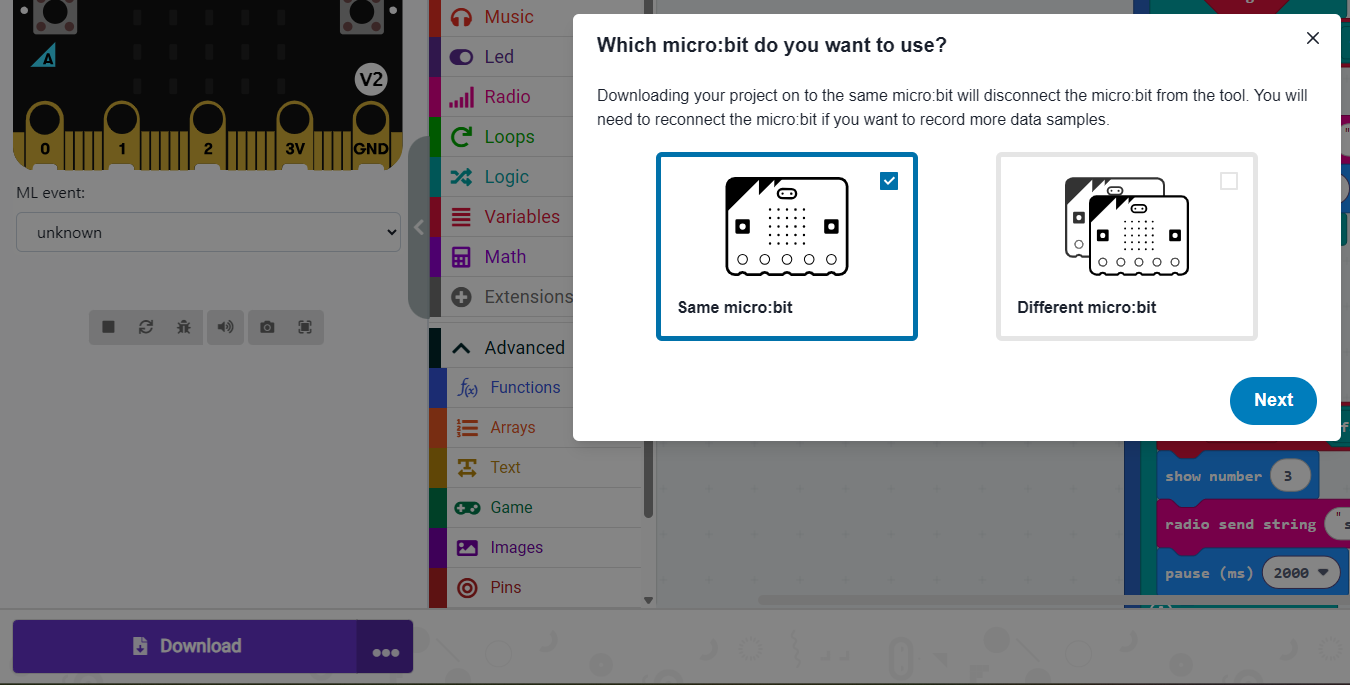 V2
0
1
2
3V
GND
ML event:
unknown
Music
Led
Radio
Loops
Logic
Variables
Math
Extensions
Advanced
Functions
Arrays
Text
Game
Images
Pins
Download
Which micro:bit do you want to use?
Downloading your project on to the same micro:bit will disconnect the micro:bit from the tool. You will
need to reconnect the micro:bit if you want to record more data samples.
Same micro:bit
Different micro:bit
Next
show number 3
radio send string "
pause (ms) 2000